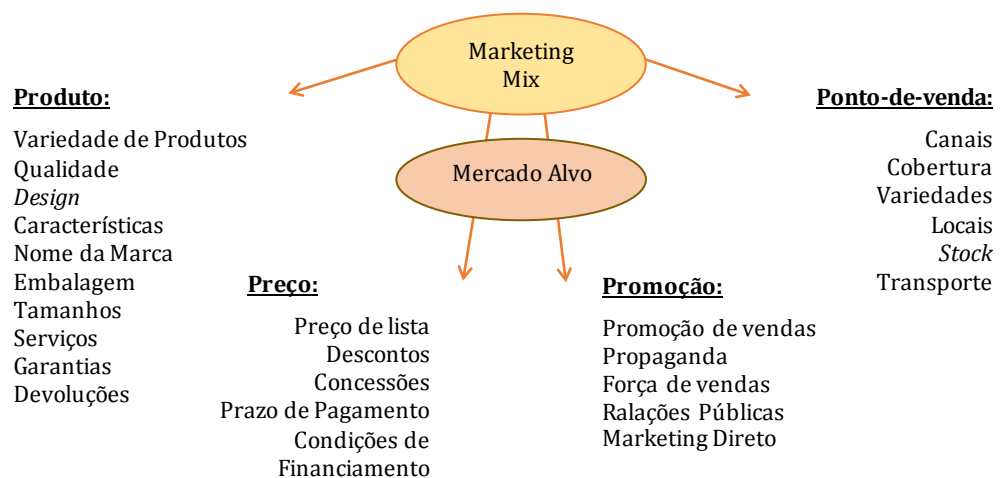 Marketing
Mix
Mercado Alvo
Produto:
Variedade de Produtos
Qualidade
Design
Características
Nome da Marca
Embalagem
Tamanhos
Serviços
Garantias
Devoluções
Preço:
Preço de lista
Descontos
Concessões
Prazo de Pagamento
Condições de
Financiamento
Promoção:
Promoção de vendas
Propaganda
Força de vendas
Ralações Públicas
Marketing Direto
Ponto-de-venda:
Canais
Cobertura
Variedades
Locais
Stock
Transporte